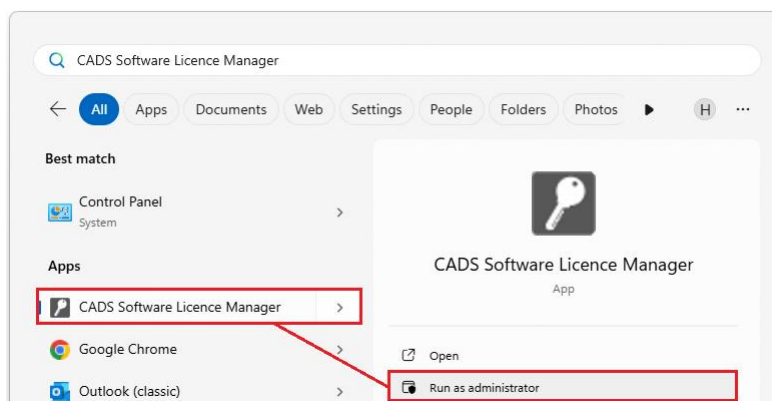 CADS Software Licence Manager
All Apps Documents Web Settings People Folders Photos H
Best match
Control Panel
System
Apps
CADS Software Licence Manager
Google Chrome
Outlook (classic)
CADS Software Licence Manager
App
Open
Run as administrator